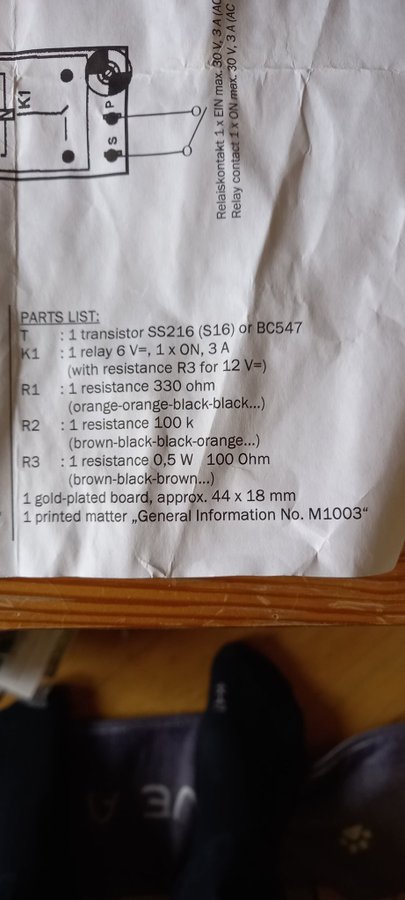 K1
P
S
Relaiskontakt 1 x EIN max. 30 V, 3 A (AC
Relay contact 1 x ON max. 30 V, 3 A (AC
PARTS LIST:
T : 1 transistor SS216 (S16) or BC547
K1 : 1 relay 6 V=, 1 x ON, 3 A
(with resistance R3 for 12 V=)
R1 : 1 resistance 330 ohm
(orange-orange-black-black...)
R2 : 1 resistance 100 k
(brown-black-black-orange...)
R3 : 1 resistance 0,5 W 100 Ohm
(brown-black-brown...)
1 gold-plated board, approx. 44 x 18 mm
1 printed matter „General Information No. M1003“